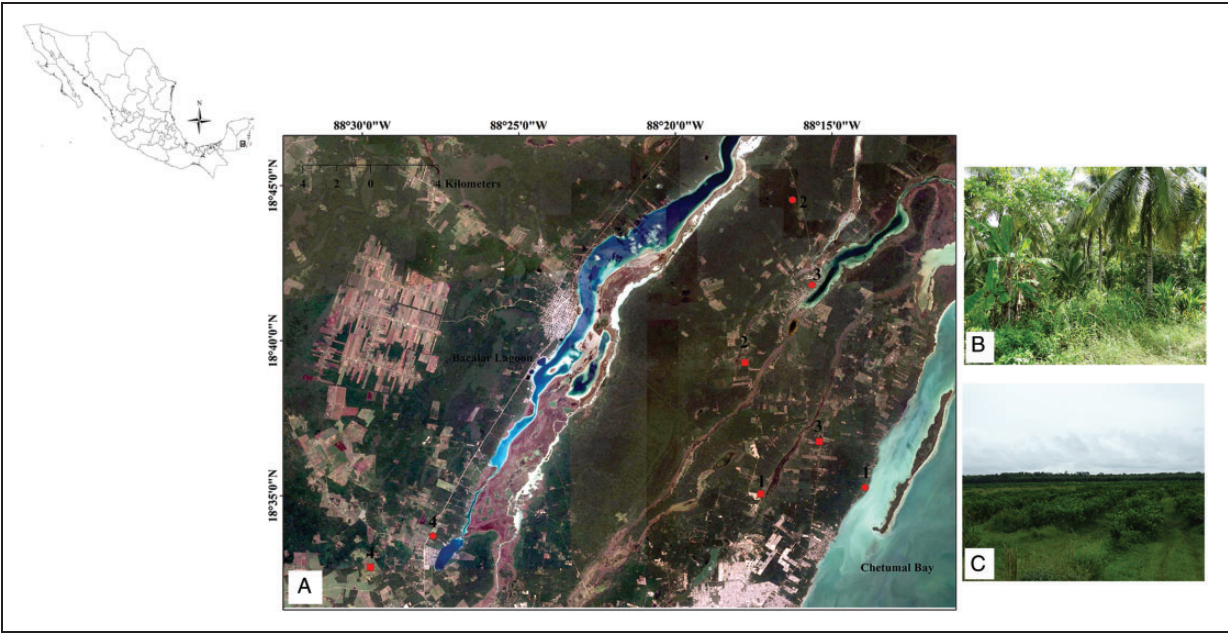 N
88°30'0"W 88°25'0"W 88°20'0"W 88°15'0"W
4 2 0 4 Kilometers
18°45'0"N
18°40'0"N
18°35'0"N
2
3
2
Bacalar Lagoon
3
1
1
4
4
Chetumal Bay
A
B
C